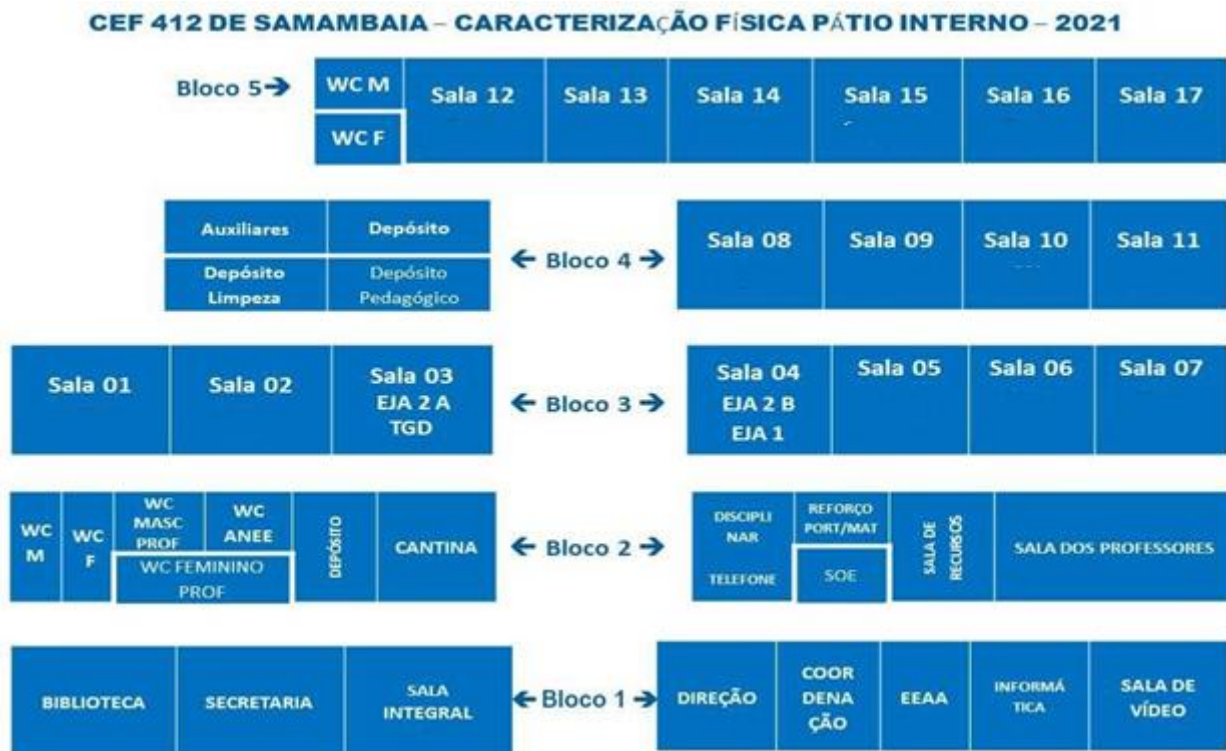 CEF 412 DE SAMAMBAIA – CARACTERIZAÇÃO FÍSICA PÁTIO INTERNO – 2021
Bloco 5→
WC M
WC F
Sala 12
Sala 13
Sala 14
Sala 15
Sala 16
Sala 17
Auxiliares
Depósito
Depósito
Limpeza
Depósito
Pedagógico
← Bloco 4 →
Sala 08
Sala 09
Sala 10
Sala 11
Sala 01
Sala 02
Sala 03
EJA 2 A
TGD
← Bloco 3 →
Sala 04
EJA 2 B
EJA 1
Sala 05
Sala 06
Sala 07
WC
M
WC
F
WC
MASC
PROF
WC
ANEE
WC FEMININO
PROF
DEPÓSITO
CANTINA
← Bloco 2 →
DISCIPLI
NAR
TELEFONE
REFORÇO
PORT/MAT
SOE
SALA DE
RECURSOS
SALA DOS PROFESSORES
BIBLIOTECA
SECRETARIA
SALA
INTEGRAL
← Bloco 1 →
DIREÇÃO
COOR
DENA
ÇÃO
EEAA
INFORMÁ
TICA
SALA DE
VÍDEO